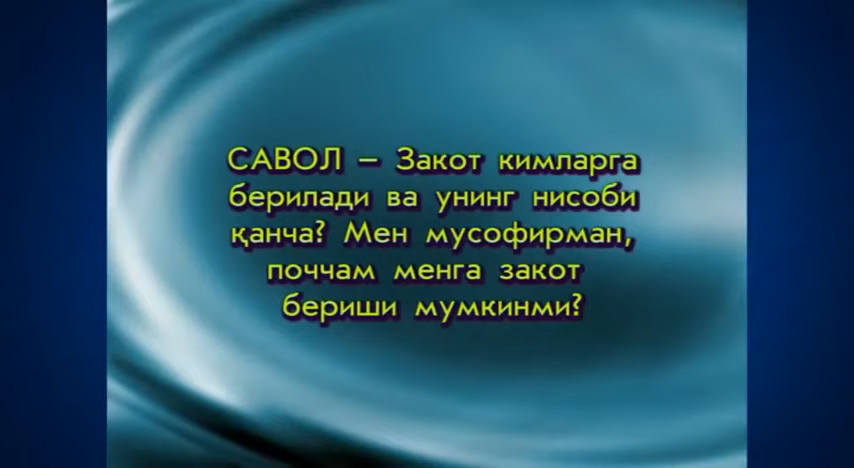 САВОЛ – Закот кимларга
берилади ва унинг нисоби
қанча? Мен мусофирман,
поччам менга закот
бериши мумкинми?